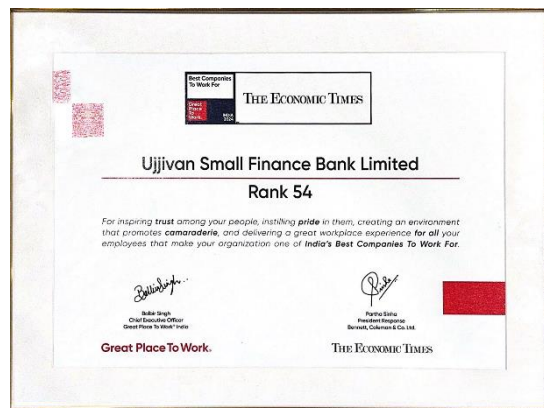 Best Companies
To Work For
Great
Place
To
Work.
INDIA
2024
THE ECONOMIC TIMES
Ujjivan Small Finance Bank Limited
Rank 54
For inspiring trust among your people, instilling pride in them, creating an environment
that promotes camaraderie, and delivering a great workplace experience for all your
employees that make your organization one of India's Best Companies To Work For.
Balbir Singh
Chief Executive Officer
Great Place To Work® India
Partha Sinha
President Response
Bennett, Coleman & Co. Ltd.
Great Place To Work.
THE ECONOMIC TIMES